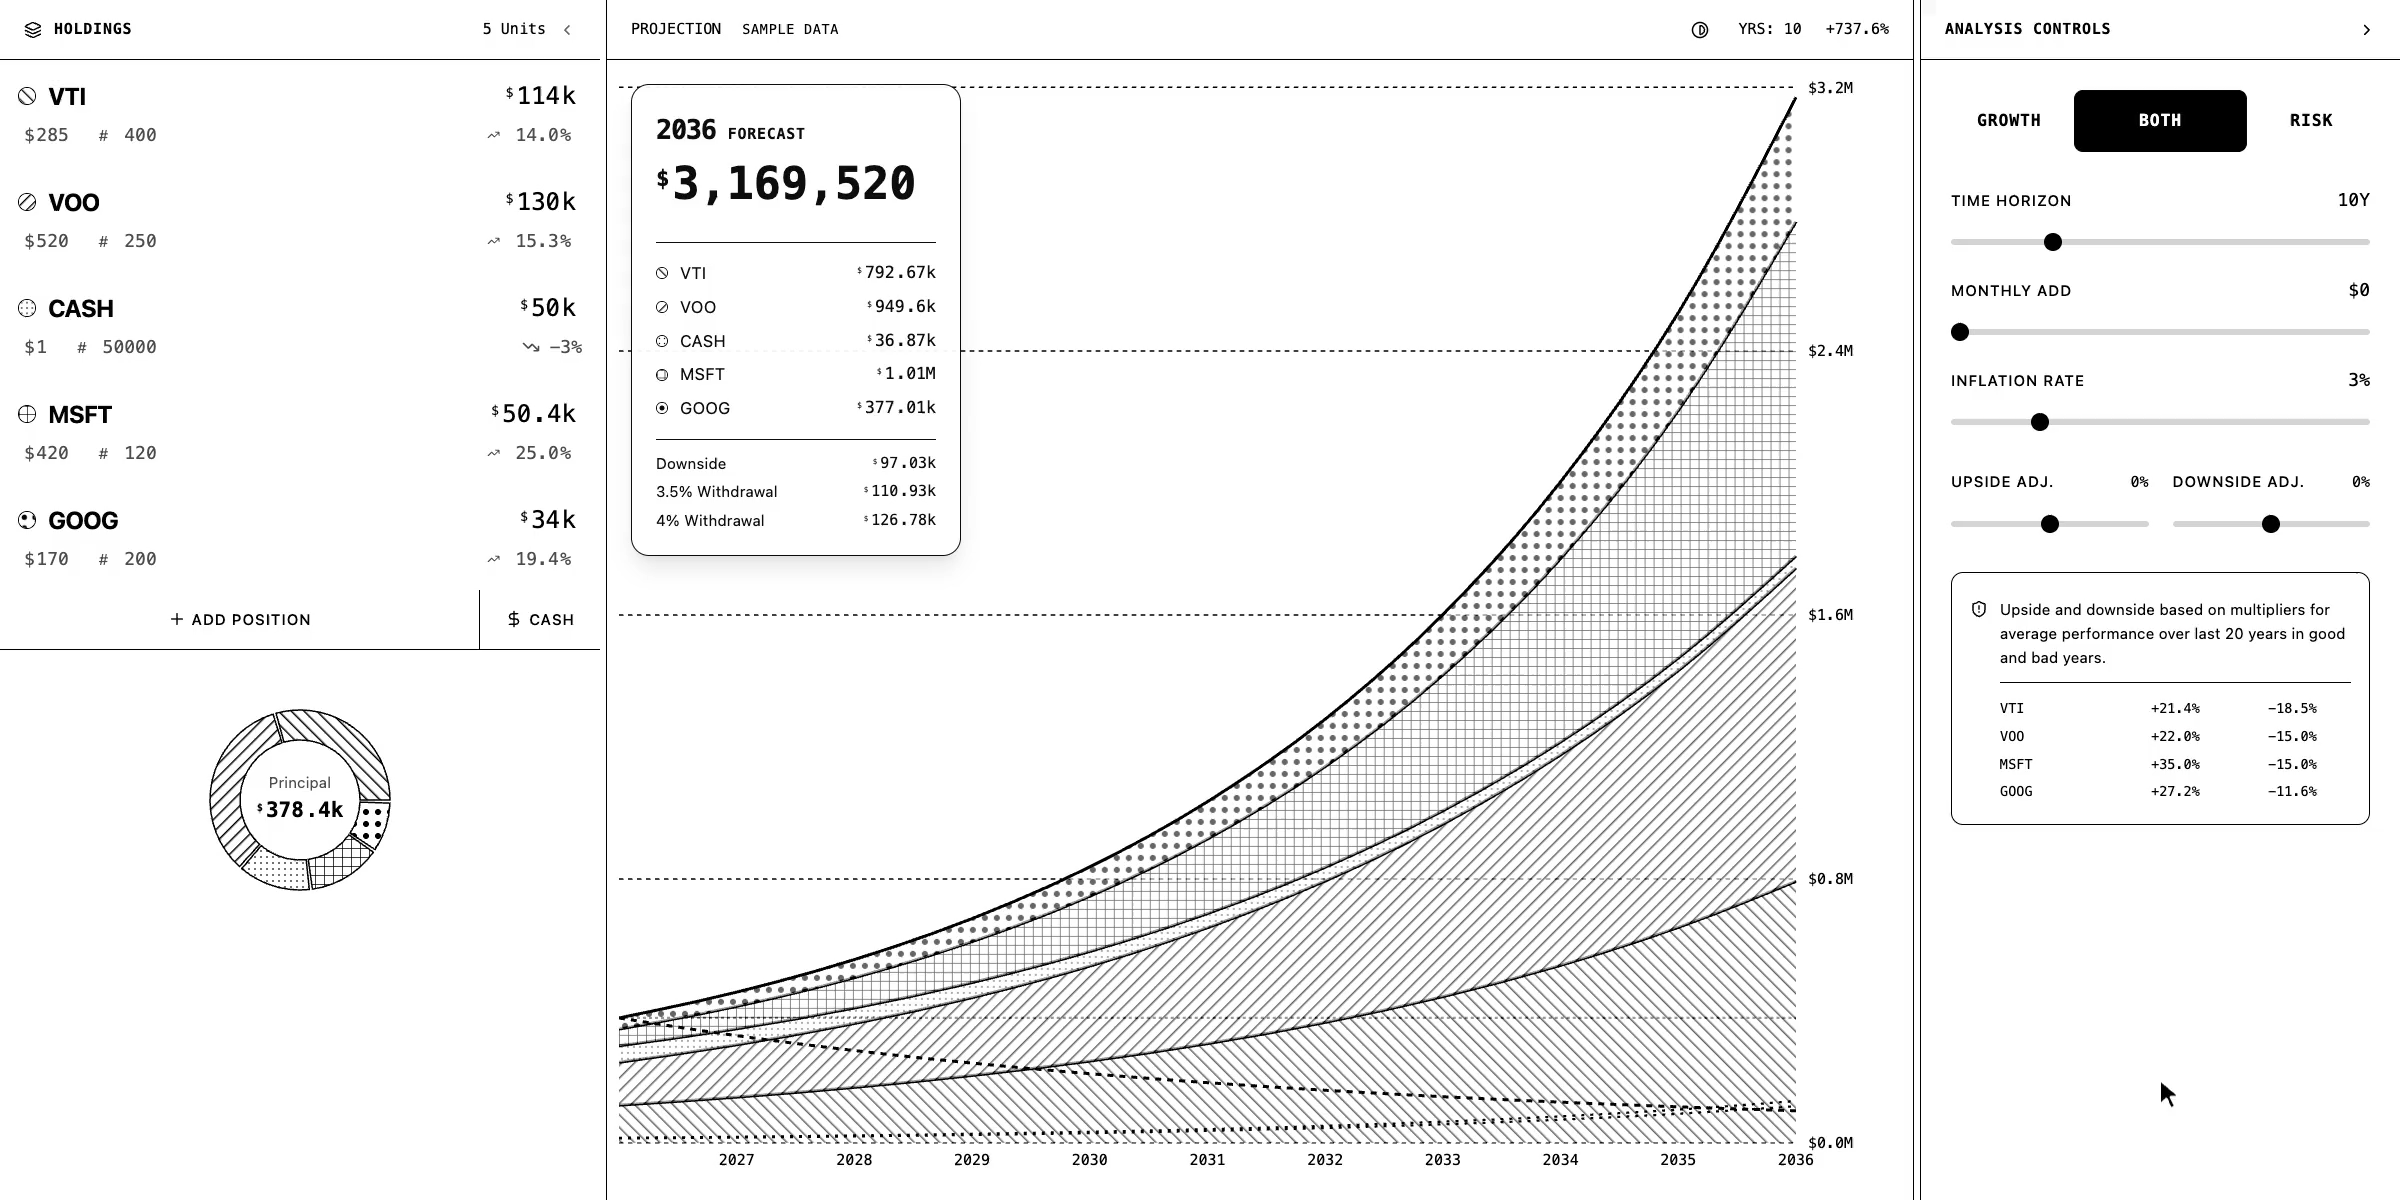 HOLDINGS 5 Units
VTI $114k
$285 # 400 14.0%
VOO $130k
$520 # 250 15.3%
CASH $50k
$1 # 50000 −3%
MSFT $50.4k
$420 # 120 25.0%
GOOG $34k
$170 # 200 19.4%
+ ADD POSITION $ CASH
Principal
$378.4k
PROJECTION SAMPLE DATA YRS: 10 +737.6%
2036 FORECAST
$3,169,520
VTI $792.67k
VOO $949.6k
CASH $36.87k
MSFT $1.01M
GOOG $377.01k
Downside $97.03k
3.5% Withdrawal $110.93k
4% Withdrawal $126.78k
$3.2M
$2.4M
$1.6M
$0.8M
$0.0M
2027 2028 2029 2030 2031 2032 2033 2034 2035 2036
ANALYSIS CONTROLS
GROWTH BOTH RISK
TIME HORIZON 10Y
MONTHLY ADD $0
INFLATION RATE 3%
UPSIDE ADJ. 0% DOWNSIDE ADJ. 0%
Upside and downside based on multipliers for
average performance over last 20 years in good
and bad years.
VTI +21.4% −18.5%
VOO +22.0% −15.0%
MSFT +35.0% −15.0%
GOOG +27.2% −11.6%